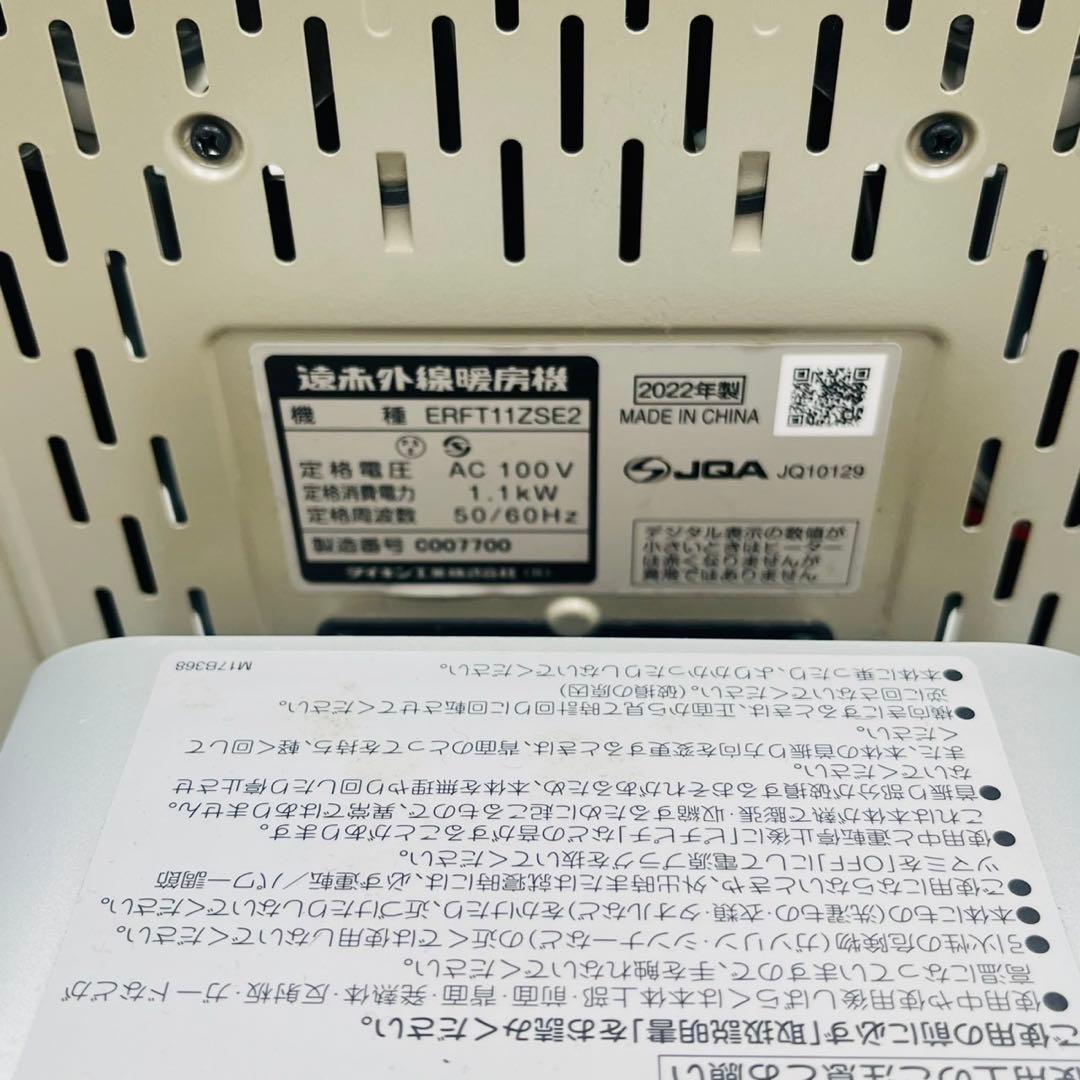 遠赤外線暖房機
機種 ERFT11ZSE2
定格電圧 AC 100V
定格消費電力 1.1kW
定格周波数 50/60Hz
製造番号 C007700
ダイキン工業株式会社
2022年製
MADE IN CHINA
JQA JQ10129
デジタル表示の数値が
小さいときはヒーター
は赤くなりませんが
異常ではありません
使用上のご注意とお願い
ご使用の前に必ず「取扱説明書」をお読みください。
●使用中や使用後しばらくは本体上部・前面・背面・発熱体・反射板・ガードなどが
高温になっていますので、手を触れないでください。
●引火性の危険物(ガソリン・シンナーなど)の近くでは使用しないでください。
●本体にもの(洗濯もの・衣類・タオルなど)をかけたり、近づけたりしないでください。
●ご使用にならないときや、外出時または就寝時には、必ず運転/パワー調節
ツマミを「OFF」にして電源プラグを抜いてください。
●使用中と運転停止後に「ピチピチ」などの音がすることがあります。
これは本体が熱で膨張・収縮するために起こるもので、異常ではありません。
●首振り部分が破損するおそれがあるため、本体を無理やり回したり停止させ
ないでください。
また、本体の首振り方向を変更するときは、背面のとってを持ち、軽く回して
ください。
●横向きにするときは、正面から見て時計回りに回転させてください。
逆に回さないでください。(破損の原因)
●本体に乗ったり、よりかかったりしないでください。
M17B368